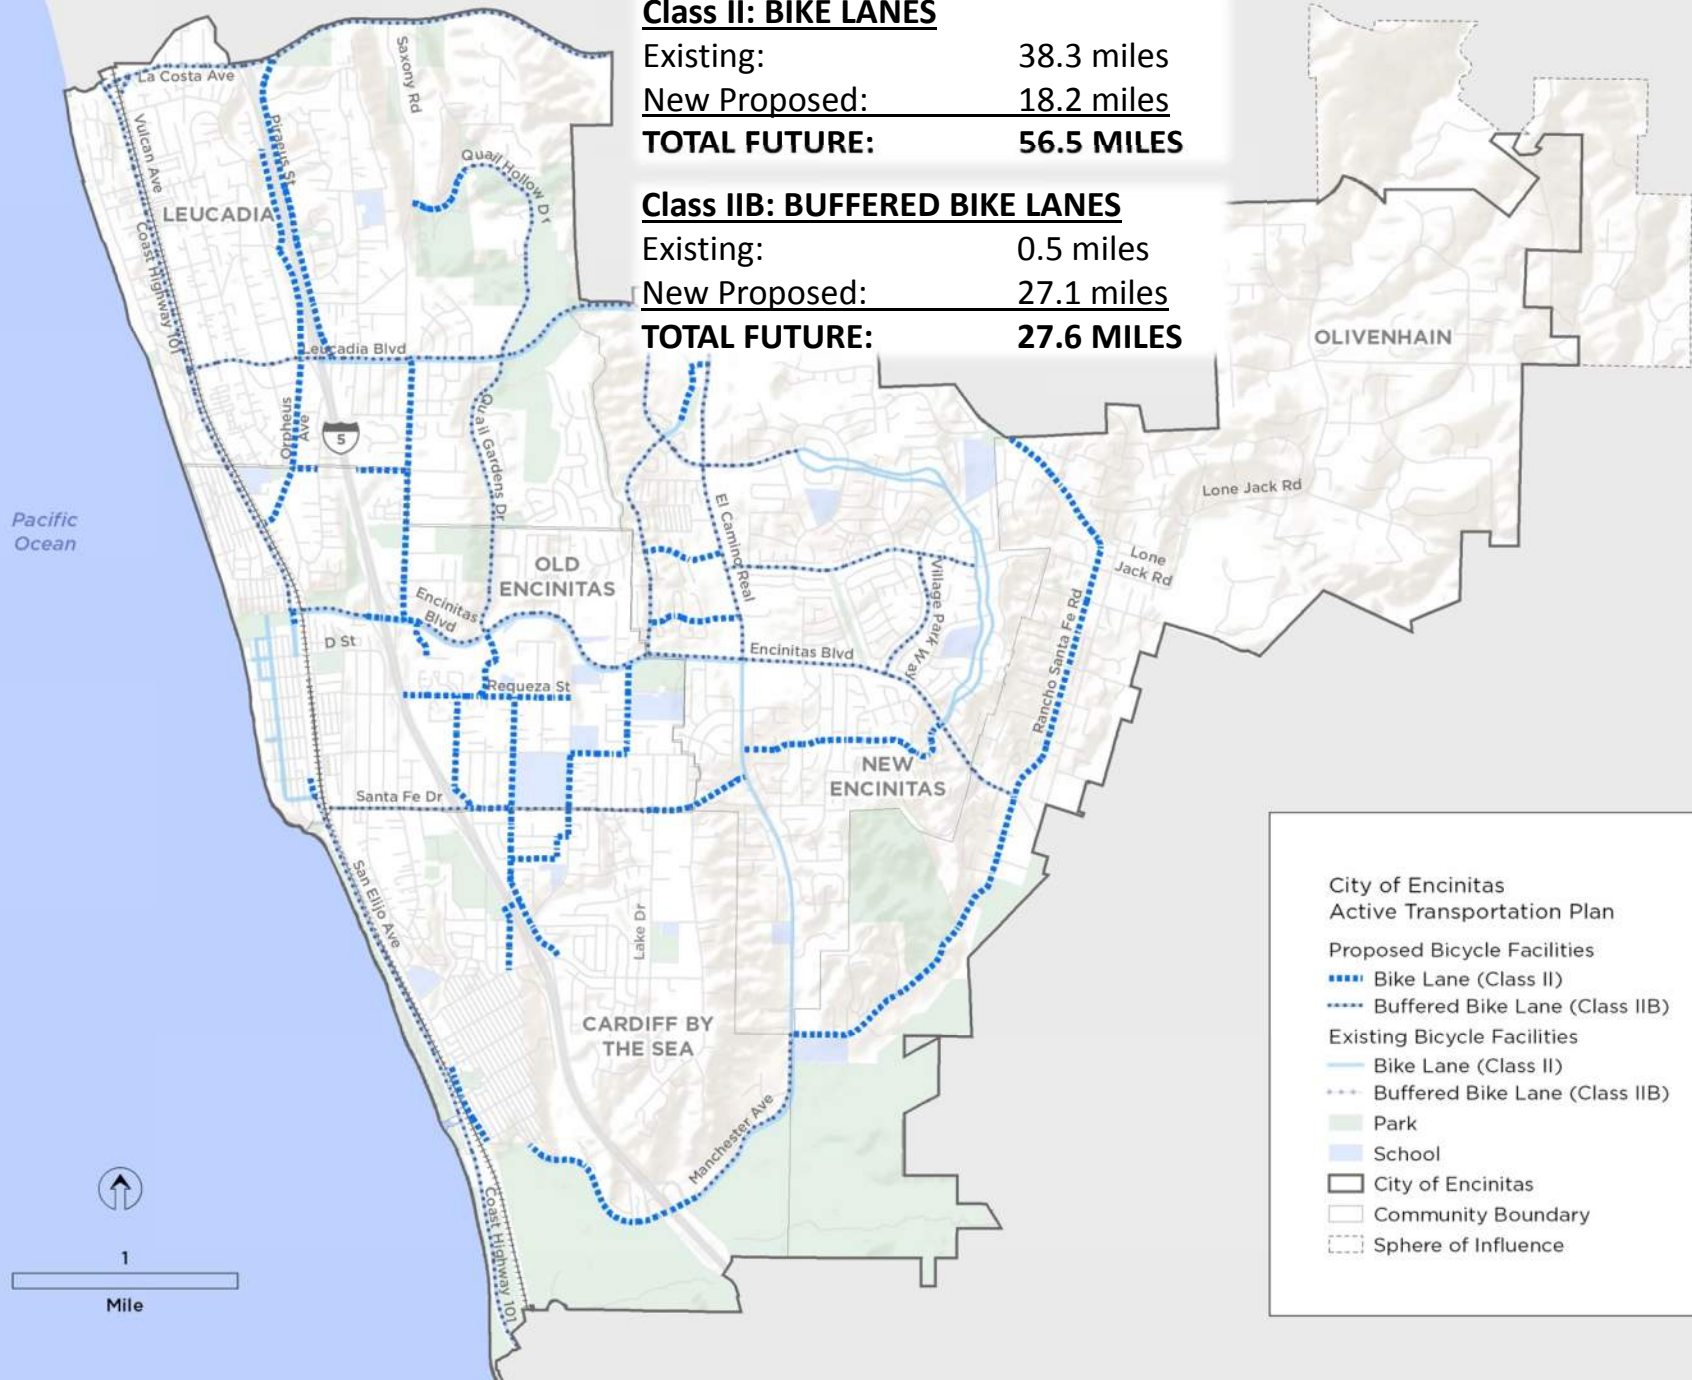 Class II: BIKE LANES
Existing: 38.3 miles
New Proposed: 18.2 miles
TOTAL FUTURE: 56.5 MILES
Class IIB: BUFFERED BIKE LANES
Existing: 0.5 miles
New Proposed: 27.1 miles
TOTAL FUTURE: 27.6 MILES
La Costa Ave
Saxony Rd
Vulcan Ave
Piraeus St
Quail Hollow Dr
LEUCADIA
Coast Highway 101
OLIVENHAIN
Leucadia Blvd
Orpheus
Ave
5
Quail Gardens Dr
El Camino Real
Lone Jack Rd
Pacific
Ocean
Lone
Jack Rd
OLD
ENCINITAS
Encinitas
Blvd
Village Park Way
D St
Encinitas Blvd
Rancho Santa Fe Rd
Requeza St
NEW
ENCINITAS
Santa Fe Dr
San Elijo Ave
Lake Dr
CARDIFF BY
THE SEA
Manchester Ave
Coast Highway 101
1
Mile
City of Encinitas
Active Transportation Plan
Proposed Bicycle Facilities
Bike Lane (Class II)
Buffered Bike Lane (Class IIB)
Existing Bicycle Facilities
Bike Lane (Class II)
Buffered Bike Lane (Class IIB)
Park
School
City of Encinitas
Community Boundary
Sphere of Influence